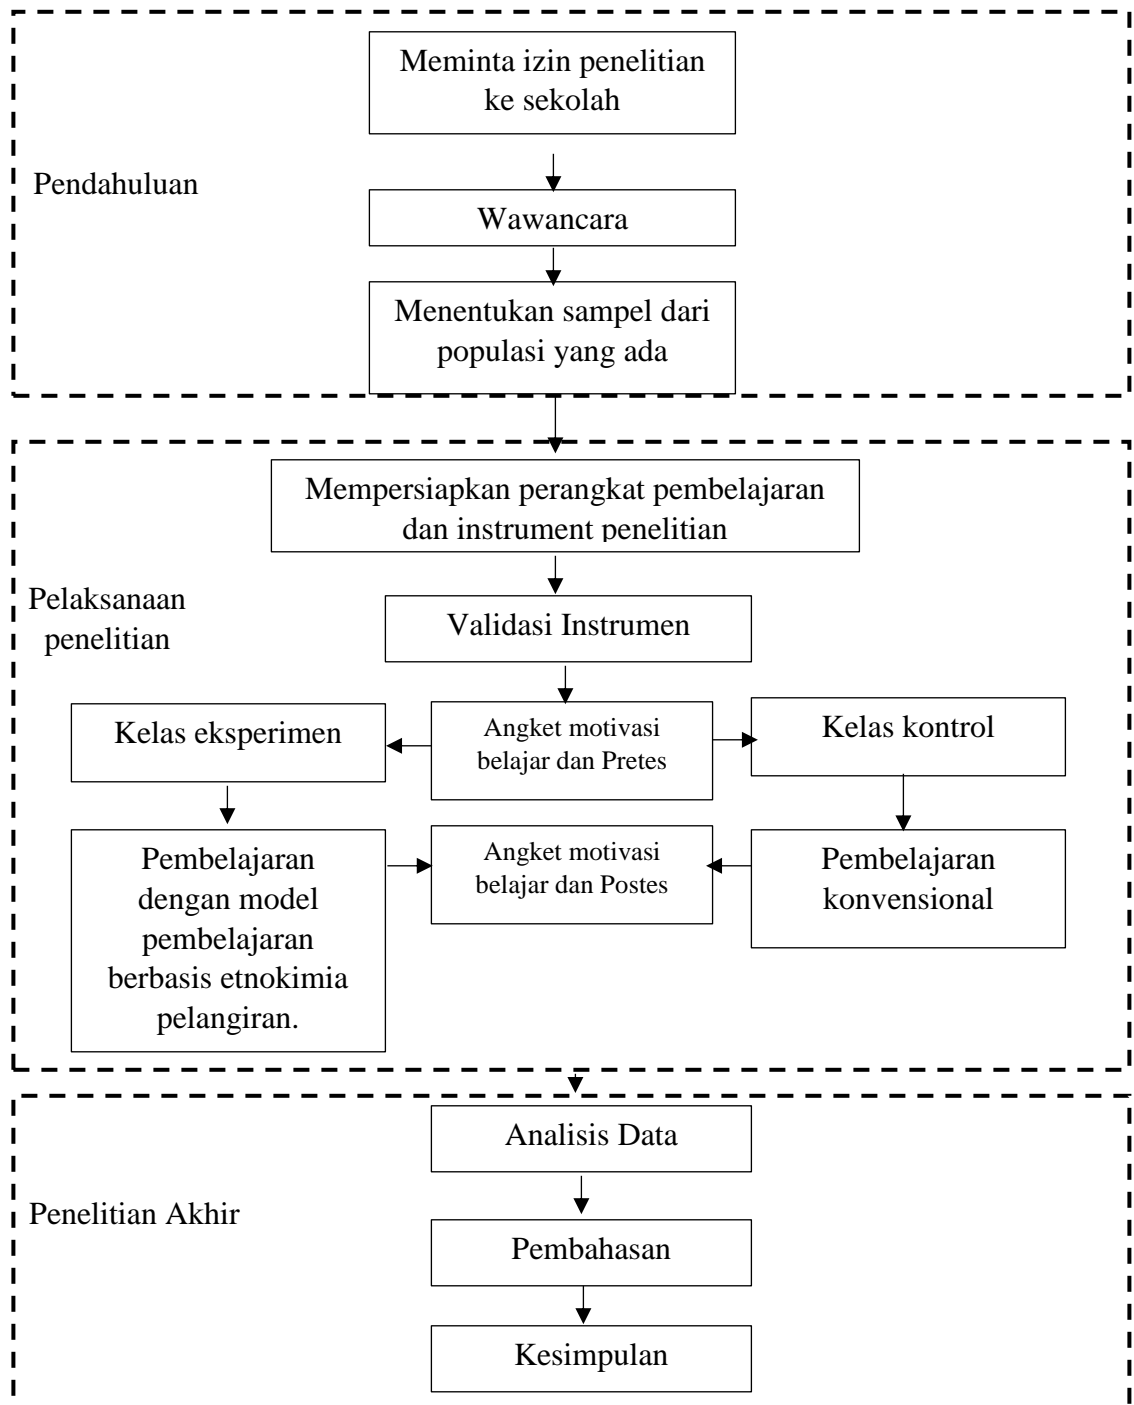 Meminta izin penelitian
ke sekolah
Pendahuluan
Wawancara
Menentukan sampel dari
populasi yang ada
Mempersiapkan perangkat pembelajaran
dan instrument penelitian
Pelaksanaan
penelitian
Validasi Instrumen
Kelas eksperimen
Angket motivasi
belajar dan Pretes
Kelas kontrol
Pembelajaran
dengan model
pembelajaran
berbasis etnokimia
pelangiran.
Angket motivasi
belajar dan Postes
Pembelajaran
konvensional
Analisis Data
Penelitian Akhir
Pembahasan
Kesimpulan